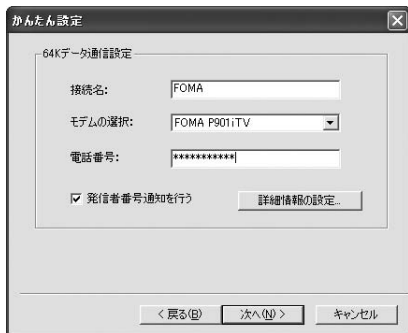 かんたん設定
64Kデータ通信設定
接続名: FOMA
モデムの選択: FOMA P901iTV
電話番号: ***********
発信者番号通知を行う 詳細情報の設定...
< 戻る(B) 次へ(N) > キャンセル